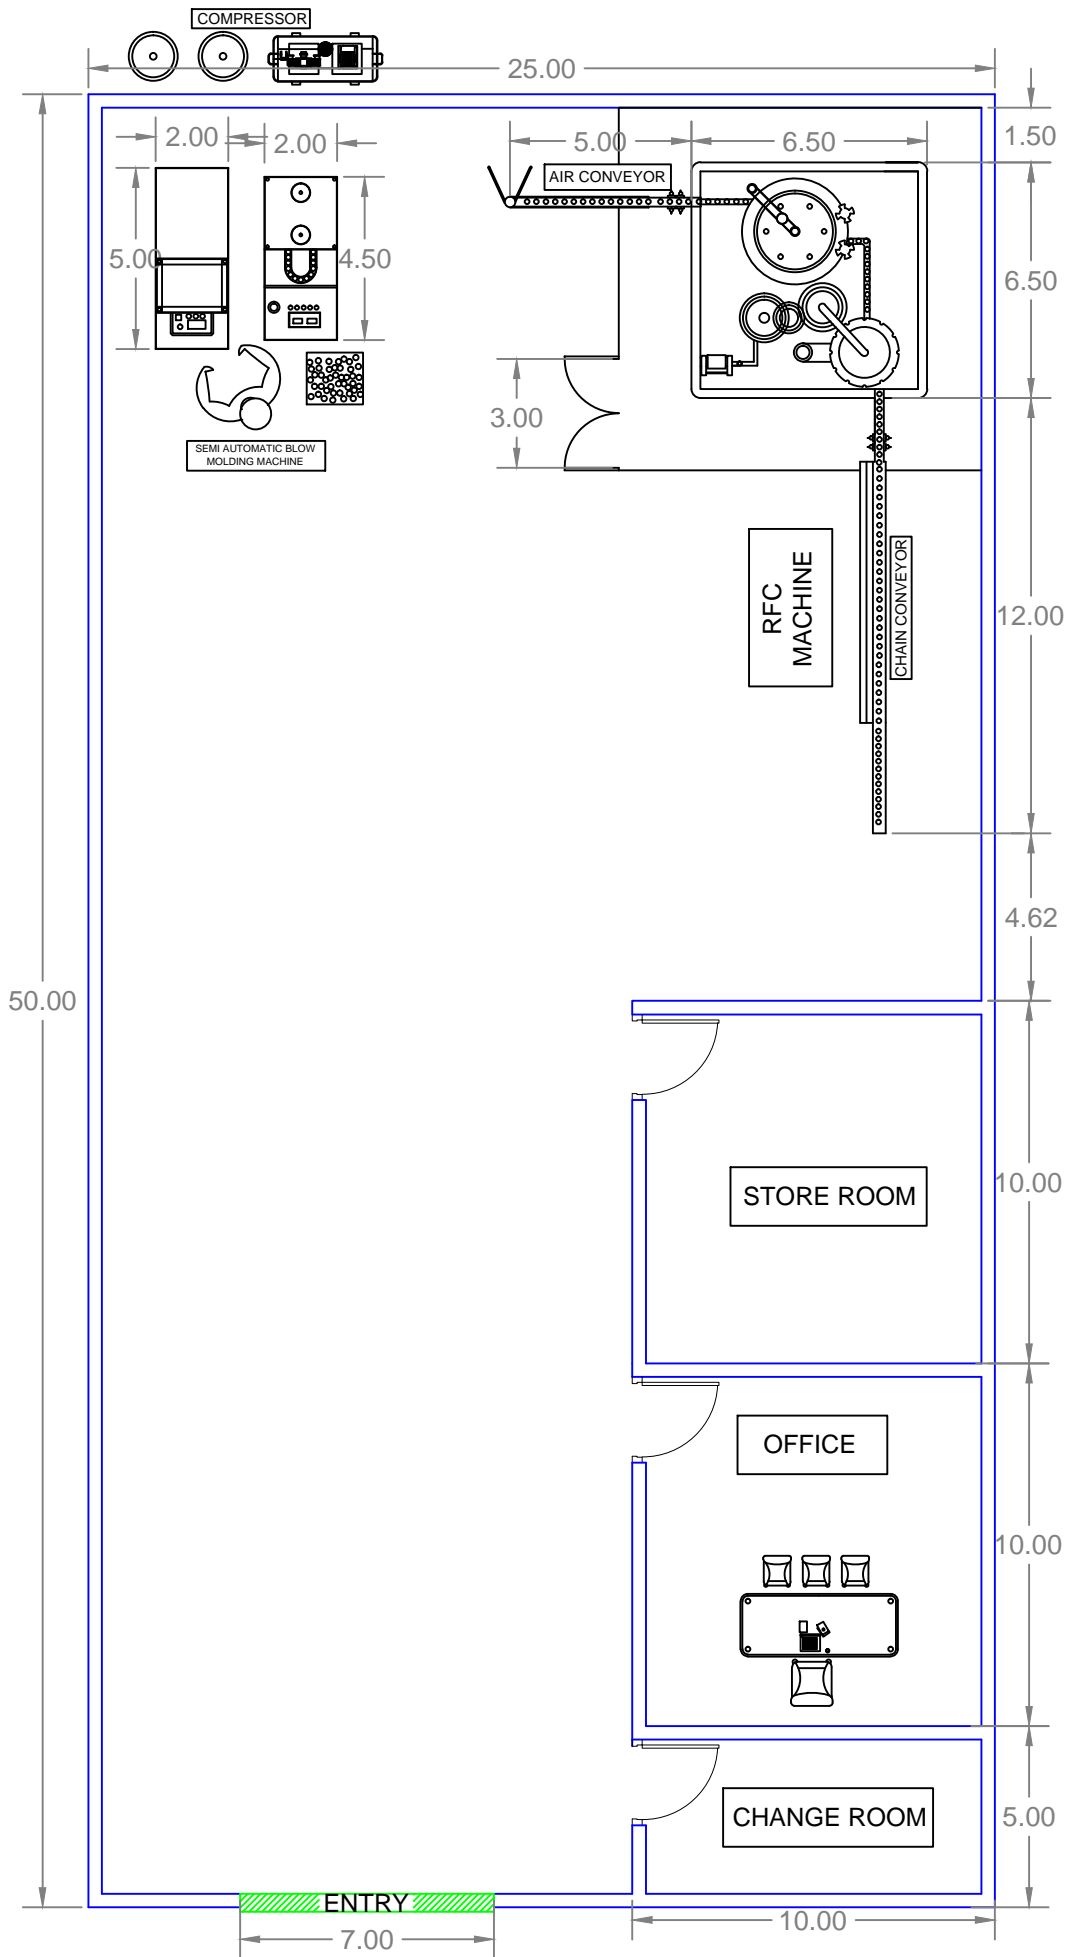 COMPRESSOR
25.00
2.00
2.00
5.00
6.50
1.50
AIR CONVEYOR
5.00
4.50
6.50
3.00
SEMI AUTOMATIC BLOW
MOLDING MACHINE
RFC
MACHINE
CHAIN CONVEYOR
12.00
4.62
50.00
STORE ROOM
10.00
OFFICE
10.00
CHANGE ROOM
5.00
ENTRY
7.00
10.00